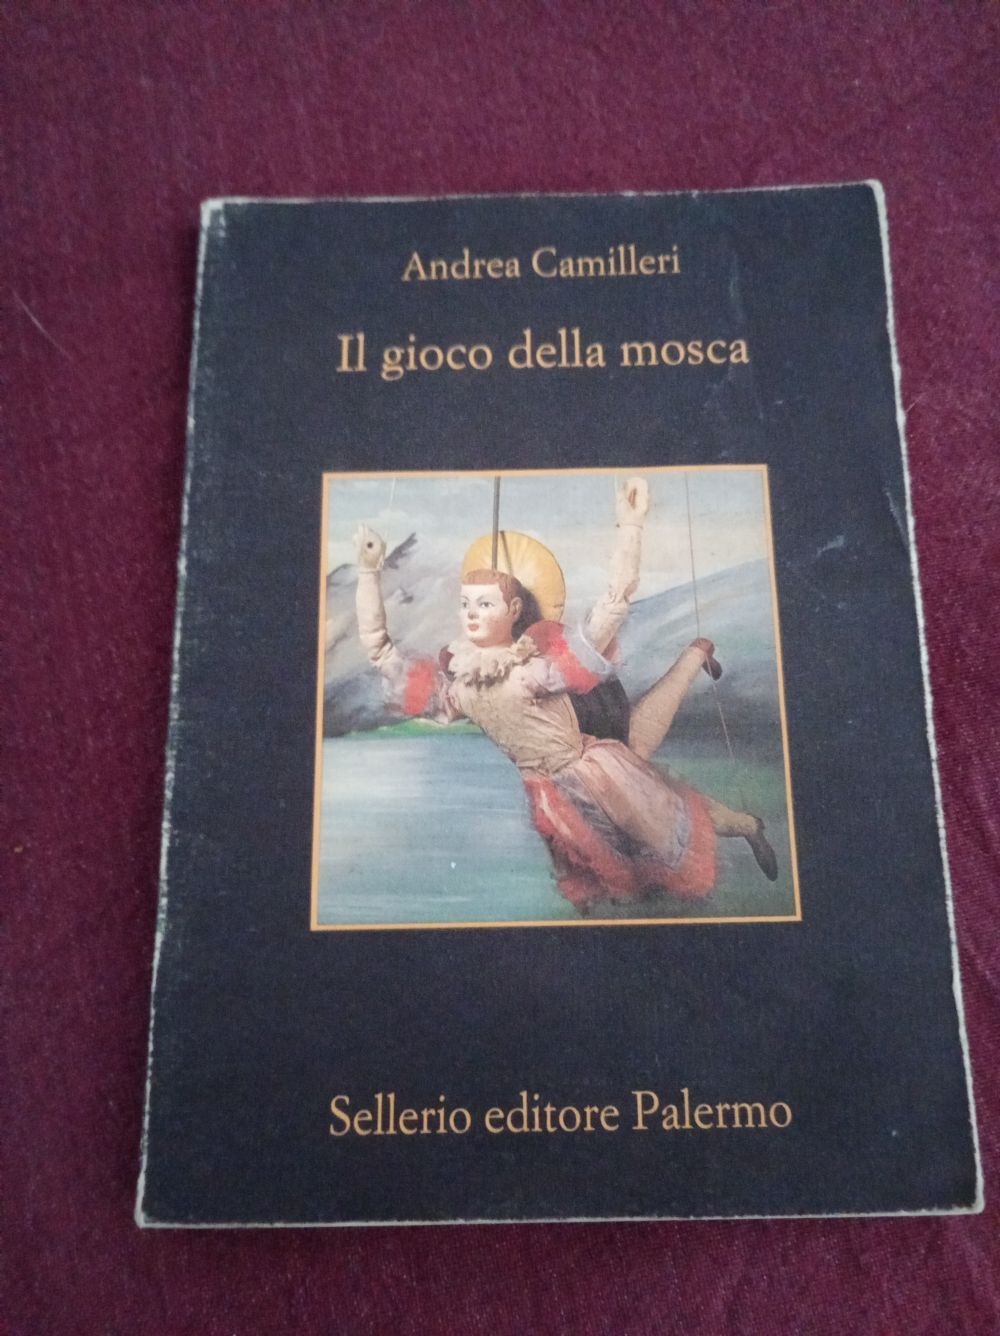 Andrea Camilleri
Il gioco della mosca
Sellerio editore Palermo